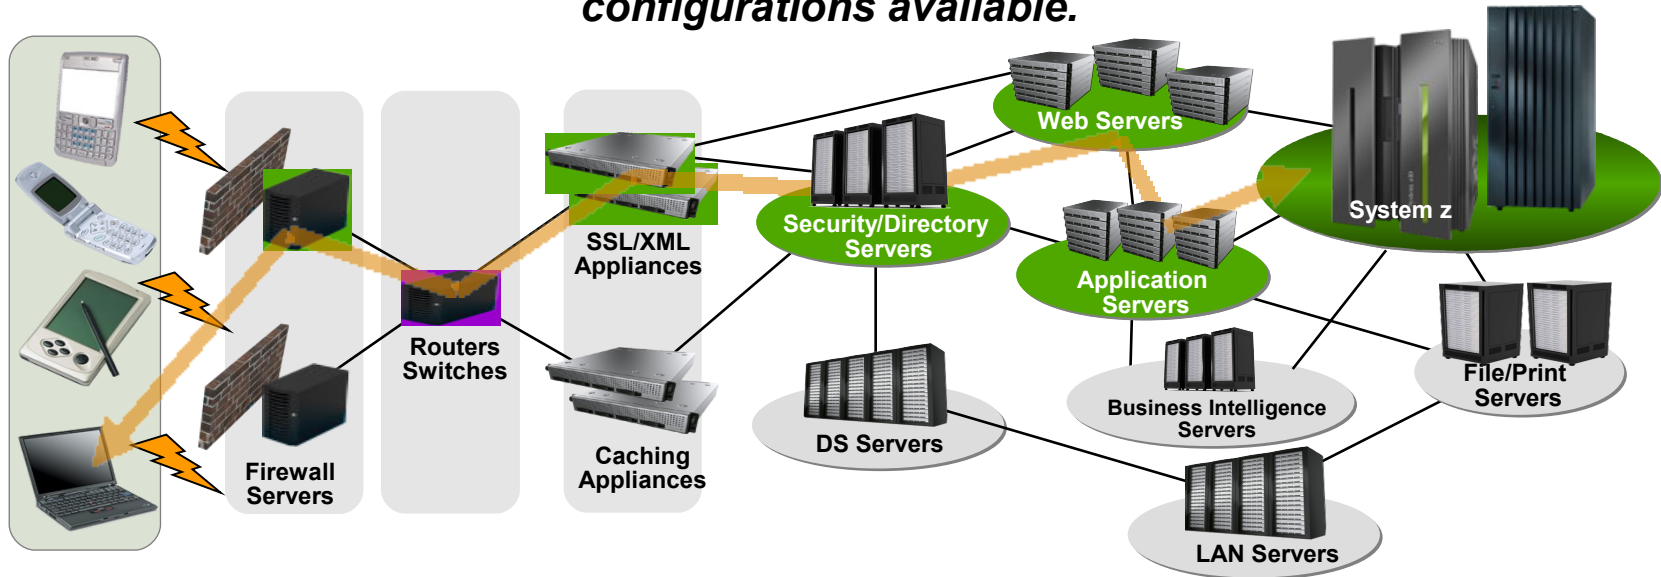 configurations available.
Web Servers
System z
Security/Directory
Servers
SSL/XML
Appliances
Application
Servers
Routers
Switches
File/Print
Servers
Business Intelligence
Servers
DS Servers
Caching
Appliances
Firewall
Servers
LAN Servers